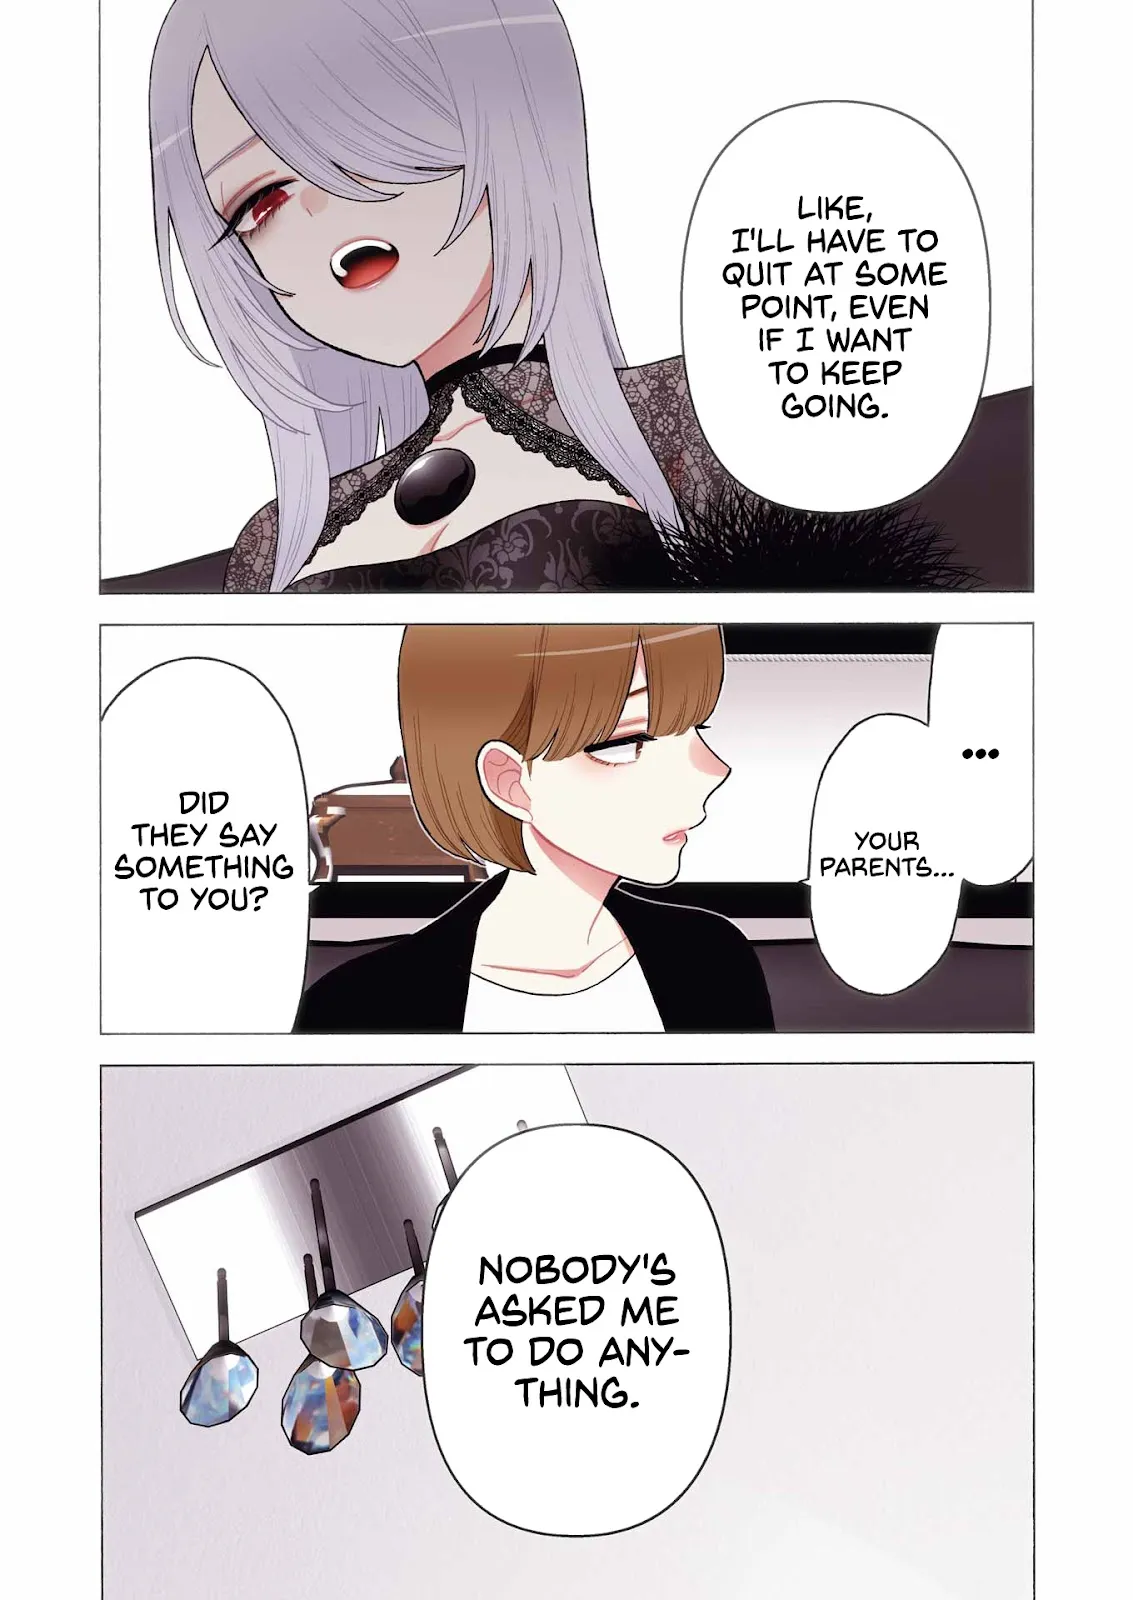 LIKE,
I'LL HAVE TO
QUIT AT SOME
POINT, EVEN
IF I WANT
TO KEEP
GOING.
...
YOUR
PARENTS...
DID
THEY SAY
SOMETHING
TO YOU?
NOBODY'S
ASKED ME
TO DO ANY-
THING.